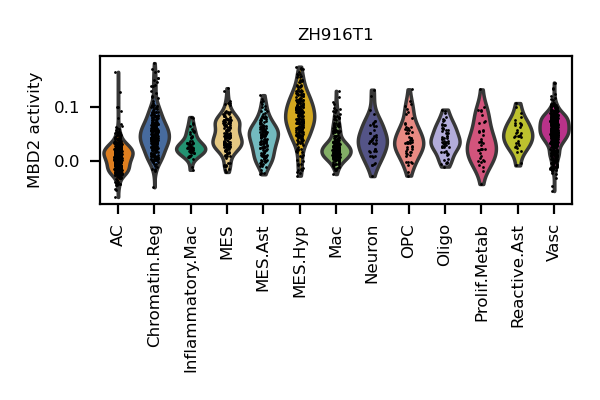 ZH916T1
MBD2 activity
0.1
0.0
AC
Chromatin.Reg
Inflammatory.Mac
MES
MES.Ast
MES.Hyp
Mac
Neuron
OPC
Oligo
Prolif.Metab
Reactive.Ast
Vasc